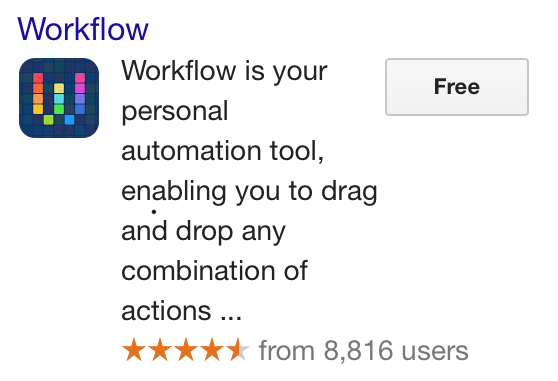 Workflow
Workflow is your
personal
automation tool,
enabling you to drag
and drop any
combination of
actions ...
Free
from 8,816 users